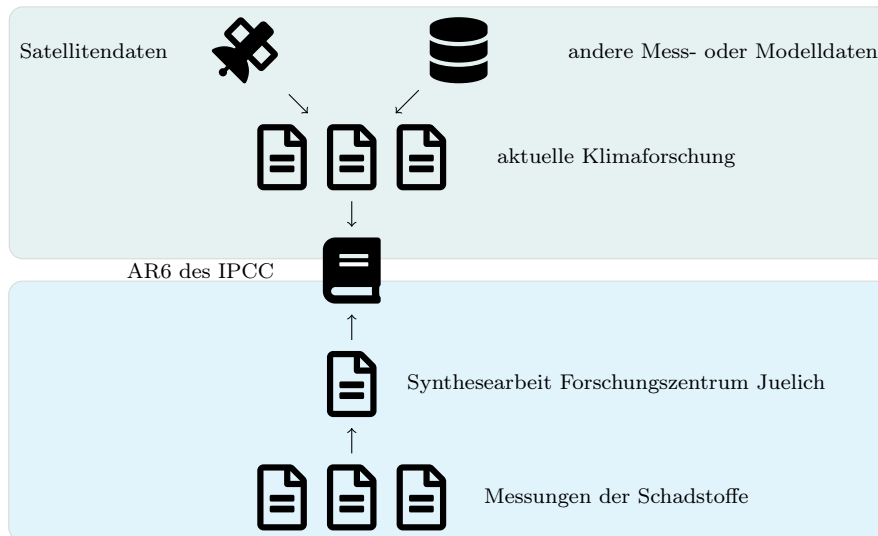 Satellitendaten
andere Mess- oder Modelldaten
aktuelle Klimaforschung
AR6 des IPCC
Synthesearbeit Forschungszentrum Juelich
Messungen der Schadstoffe